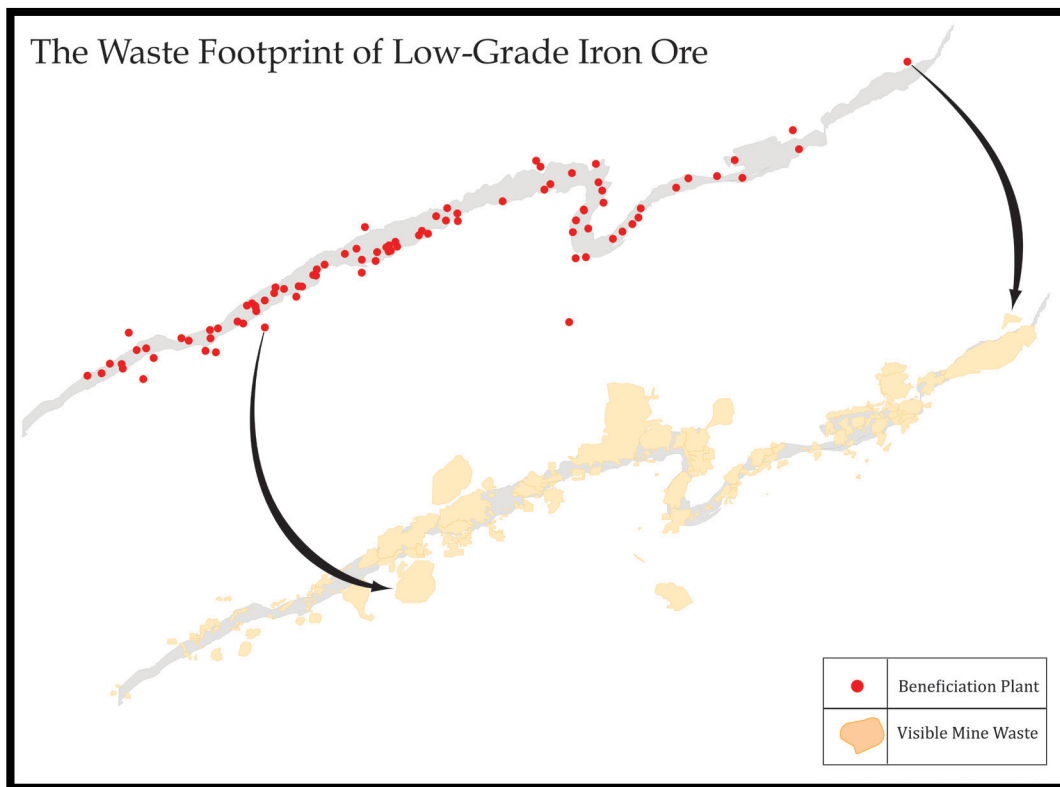 The Waste Footprint of Low-Grade Iron Ore
Beneficiation Plant
Visible Mine Waste